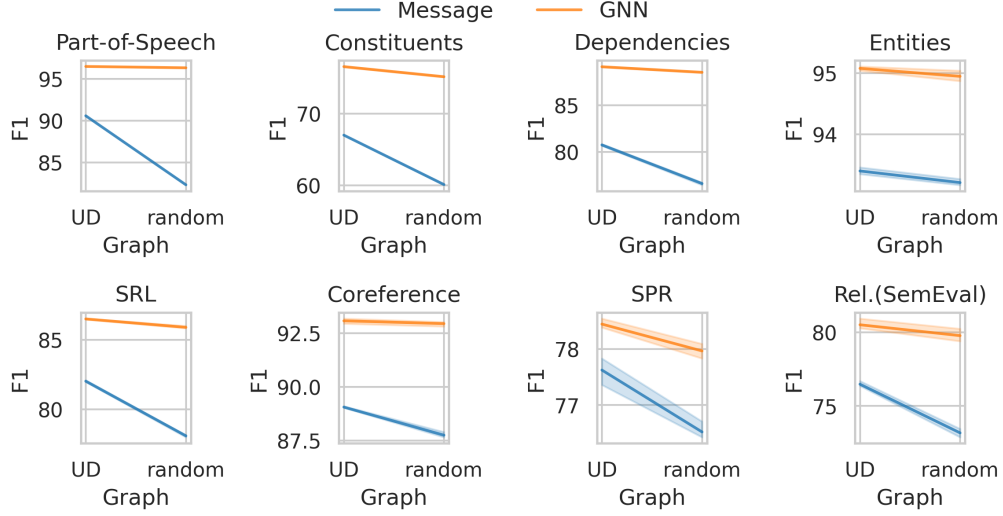 Message GNN
Part-of-Speech Constituents Dependencies Entities
F1 95 90 85
F1 70 60
F1 85 80
F1 95 94
UD random UD random UD random UD random
Graph Graph Graph Graph
SRL Coreference SPR Rel.(SemEval)
F1 85 80
F1 92.5 90.0 87.5
F1 78 77
F1 80 75
UD random UD random UD random UD random
Graph Graph Graph Graph